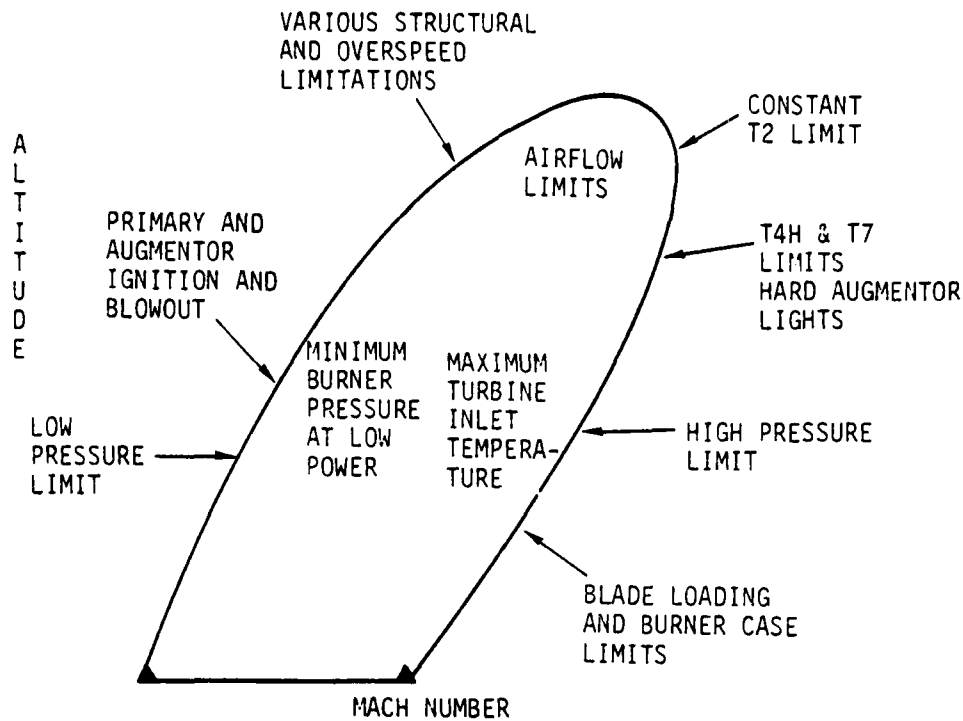 VARIOUS STRUCTURAL
AND OVERSPEED
LIMITATIONS
CONSTANT
T2 LIMIT
AIRFLOW
LIMITS
ALTITUDE
PRIMARY AND
AUGMENTOR
IGNITION AND
BLOWOUT
T4H & T7
LIMITS
HARD AUGMENTOR
LIGHTS
MINIMUM
BURNER
PRESSURE
AT LOW
POWER
MAXIMUM
TURBINE
INLET
TEMPERA-
TURE
LOW
PRESSURE
LIMIT
HIGH PRESSURE
LIMIT
BLADE LOADING
AND BURNER CASE
LIMITS
MACH NUMBER